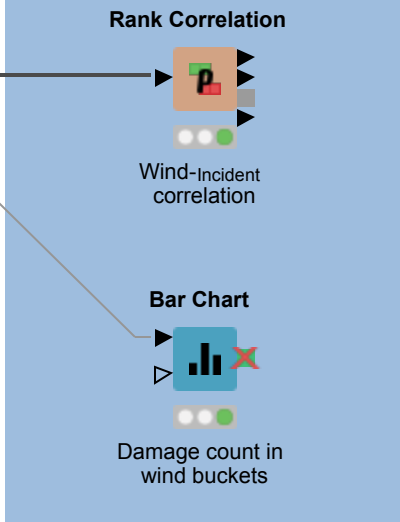 Rank Correlation
ρ
Wind-Incident
correlation
Bar Chart
Damage count in
wind buckets